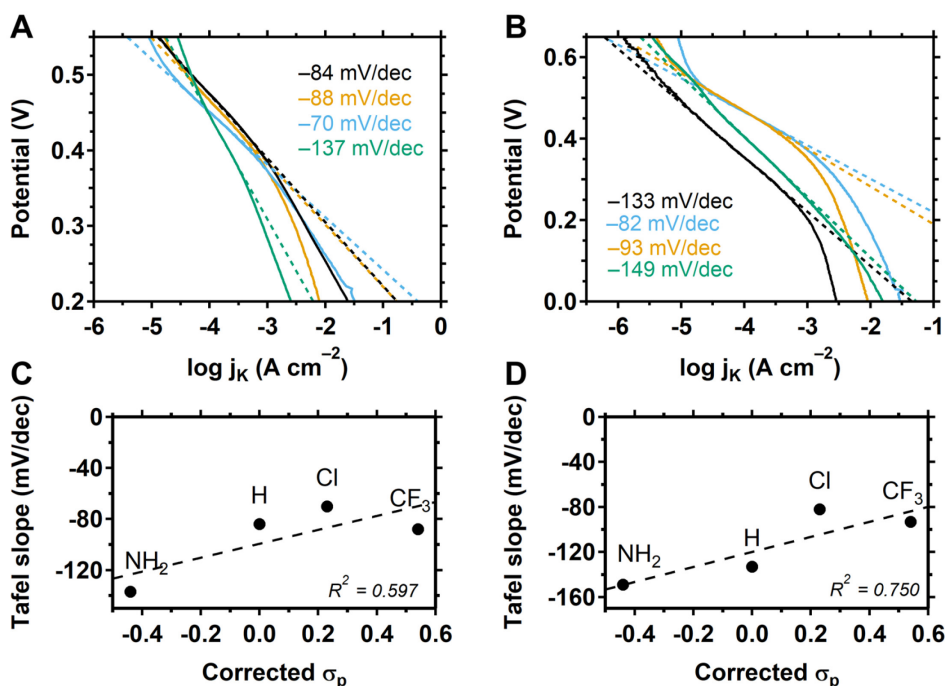 A
B
Potential (V)
0.5
0.4
0.3
0.2
–84 mV/dec
–88 mV/dec
–70 mV/dec
–137 mV/dec
-6 -5 -4 -3 -2 -1 0
log j_K (A cm⁻²)
Potential (V)
0.6
0.4
0.2
0.0
–133 mV/dec
–82 mV/dec
–93 mV/dec
–149 mV/dec
-6 -5 -4 -3 -2 -1
log j_K (A cm⁻²)
C
D
Tafel slope (mV/dec)
0
-40
-80
-120
NH₂
H
Cl
CF₃
R² = 0.597
-0.4 -0.2 0.0 0.2 0.4 0.6
Corrected σₚ
Tafel slope (mV/dec)
0
-40
-80
-120
-160
NH₂
H
Cl
CF₃
R² = 0.750
-0.4 -0.2 0.0 0.2 0.4 0.6
Corrected σₚ